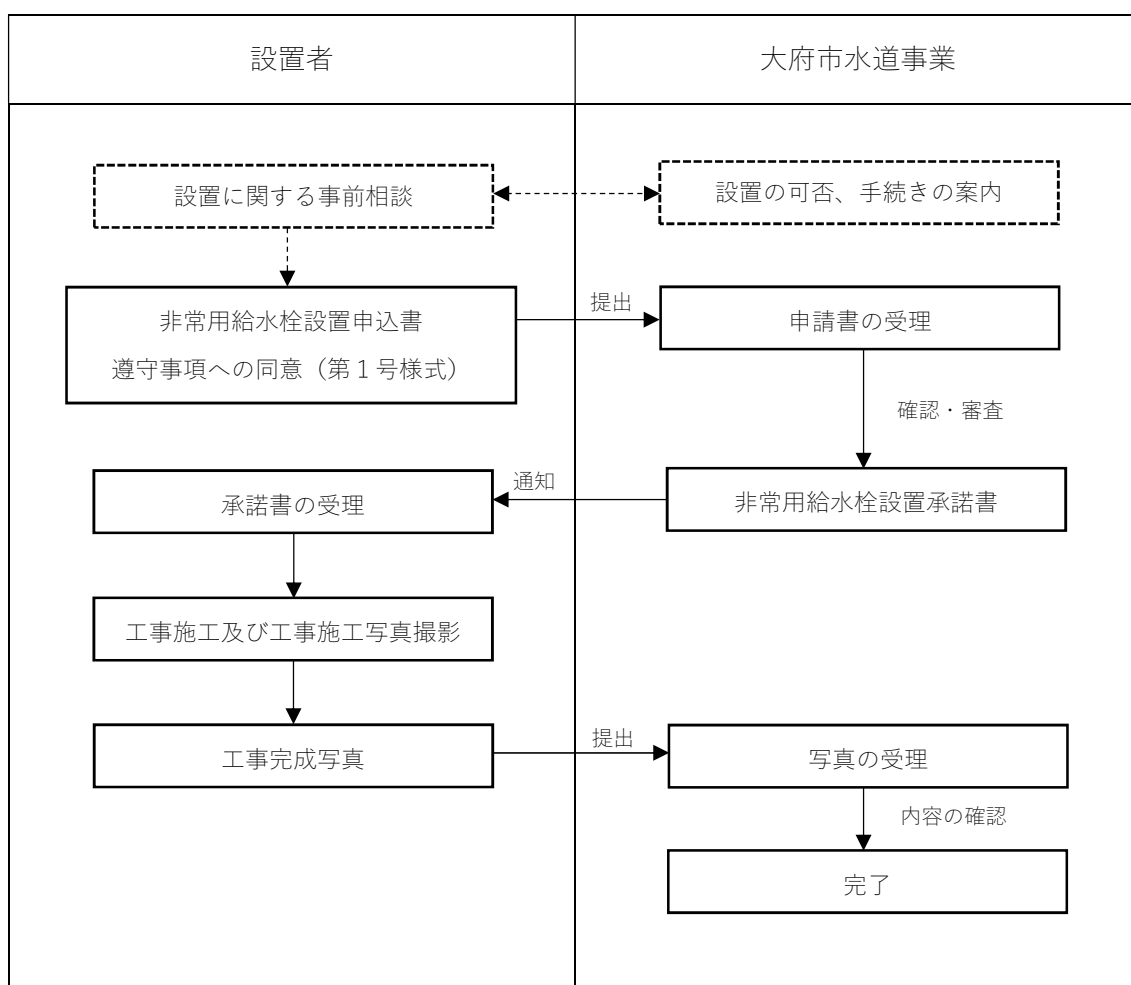 設置者
大府市水道事業
設置に関する事前相談
設置の可否、手続きの案内
非常用給水栓設置申込書
遵守事項への同意（第１号様式）
提出
申請書の受理
確認・審査
非常用給水栓設置承諾書
通知
承諾書の受理
工事施工及び工事施工写真撮影
工事完成写真
提出
写真の受理
内容の確認
完了